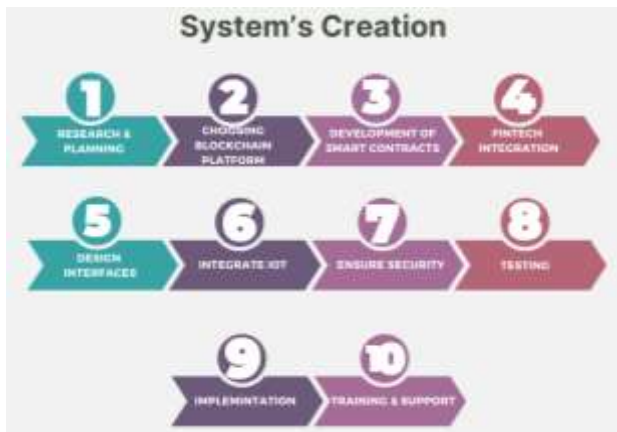 System's Creation
1
2
3
4
RESEARCH &
PLANNING
CHOOSING
BLOCKCHAIN
PLATFORM
DEVELOPMENT OF
SMART CONTRACTS
FINTECH
INTEGRATION
5
6
7
8
DESIGN
INTERFACES
INTEGRATE IOT
ENSURE SECURITY
TESTING
9
10
IMPLEMINTATION
TRAINING & SUPPORT